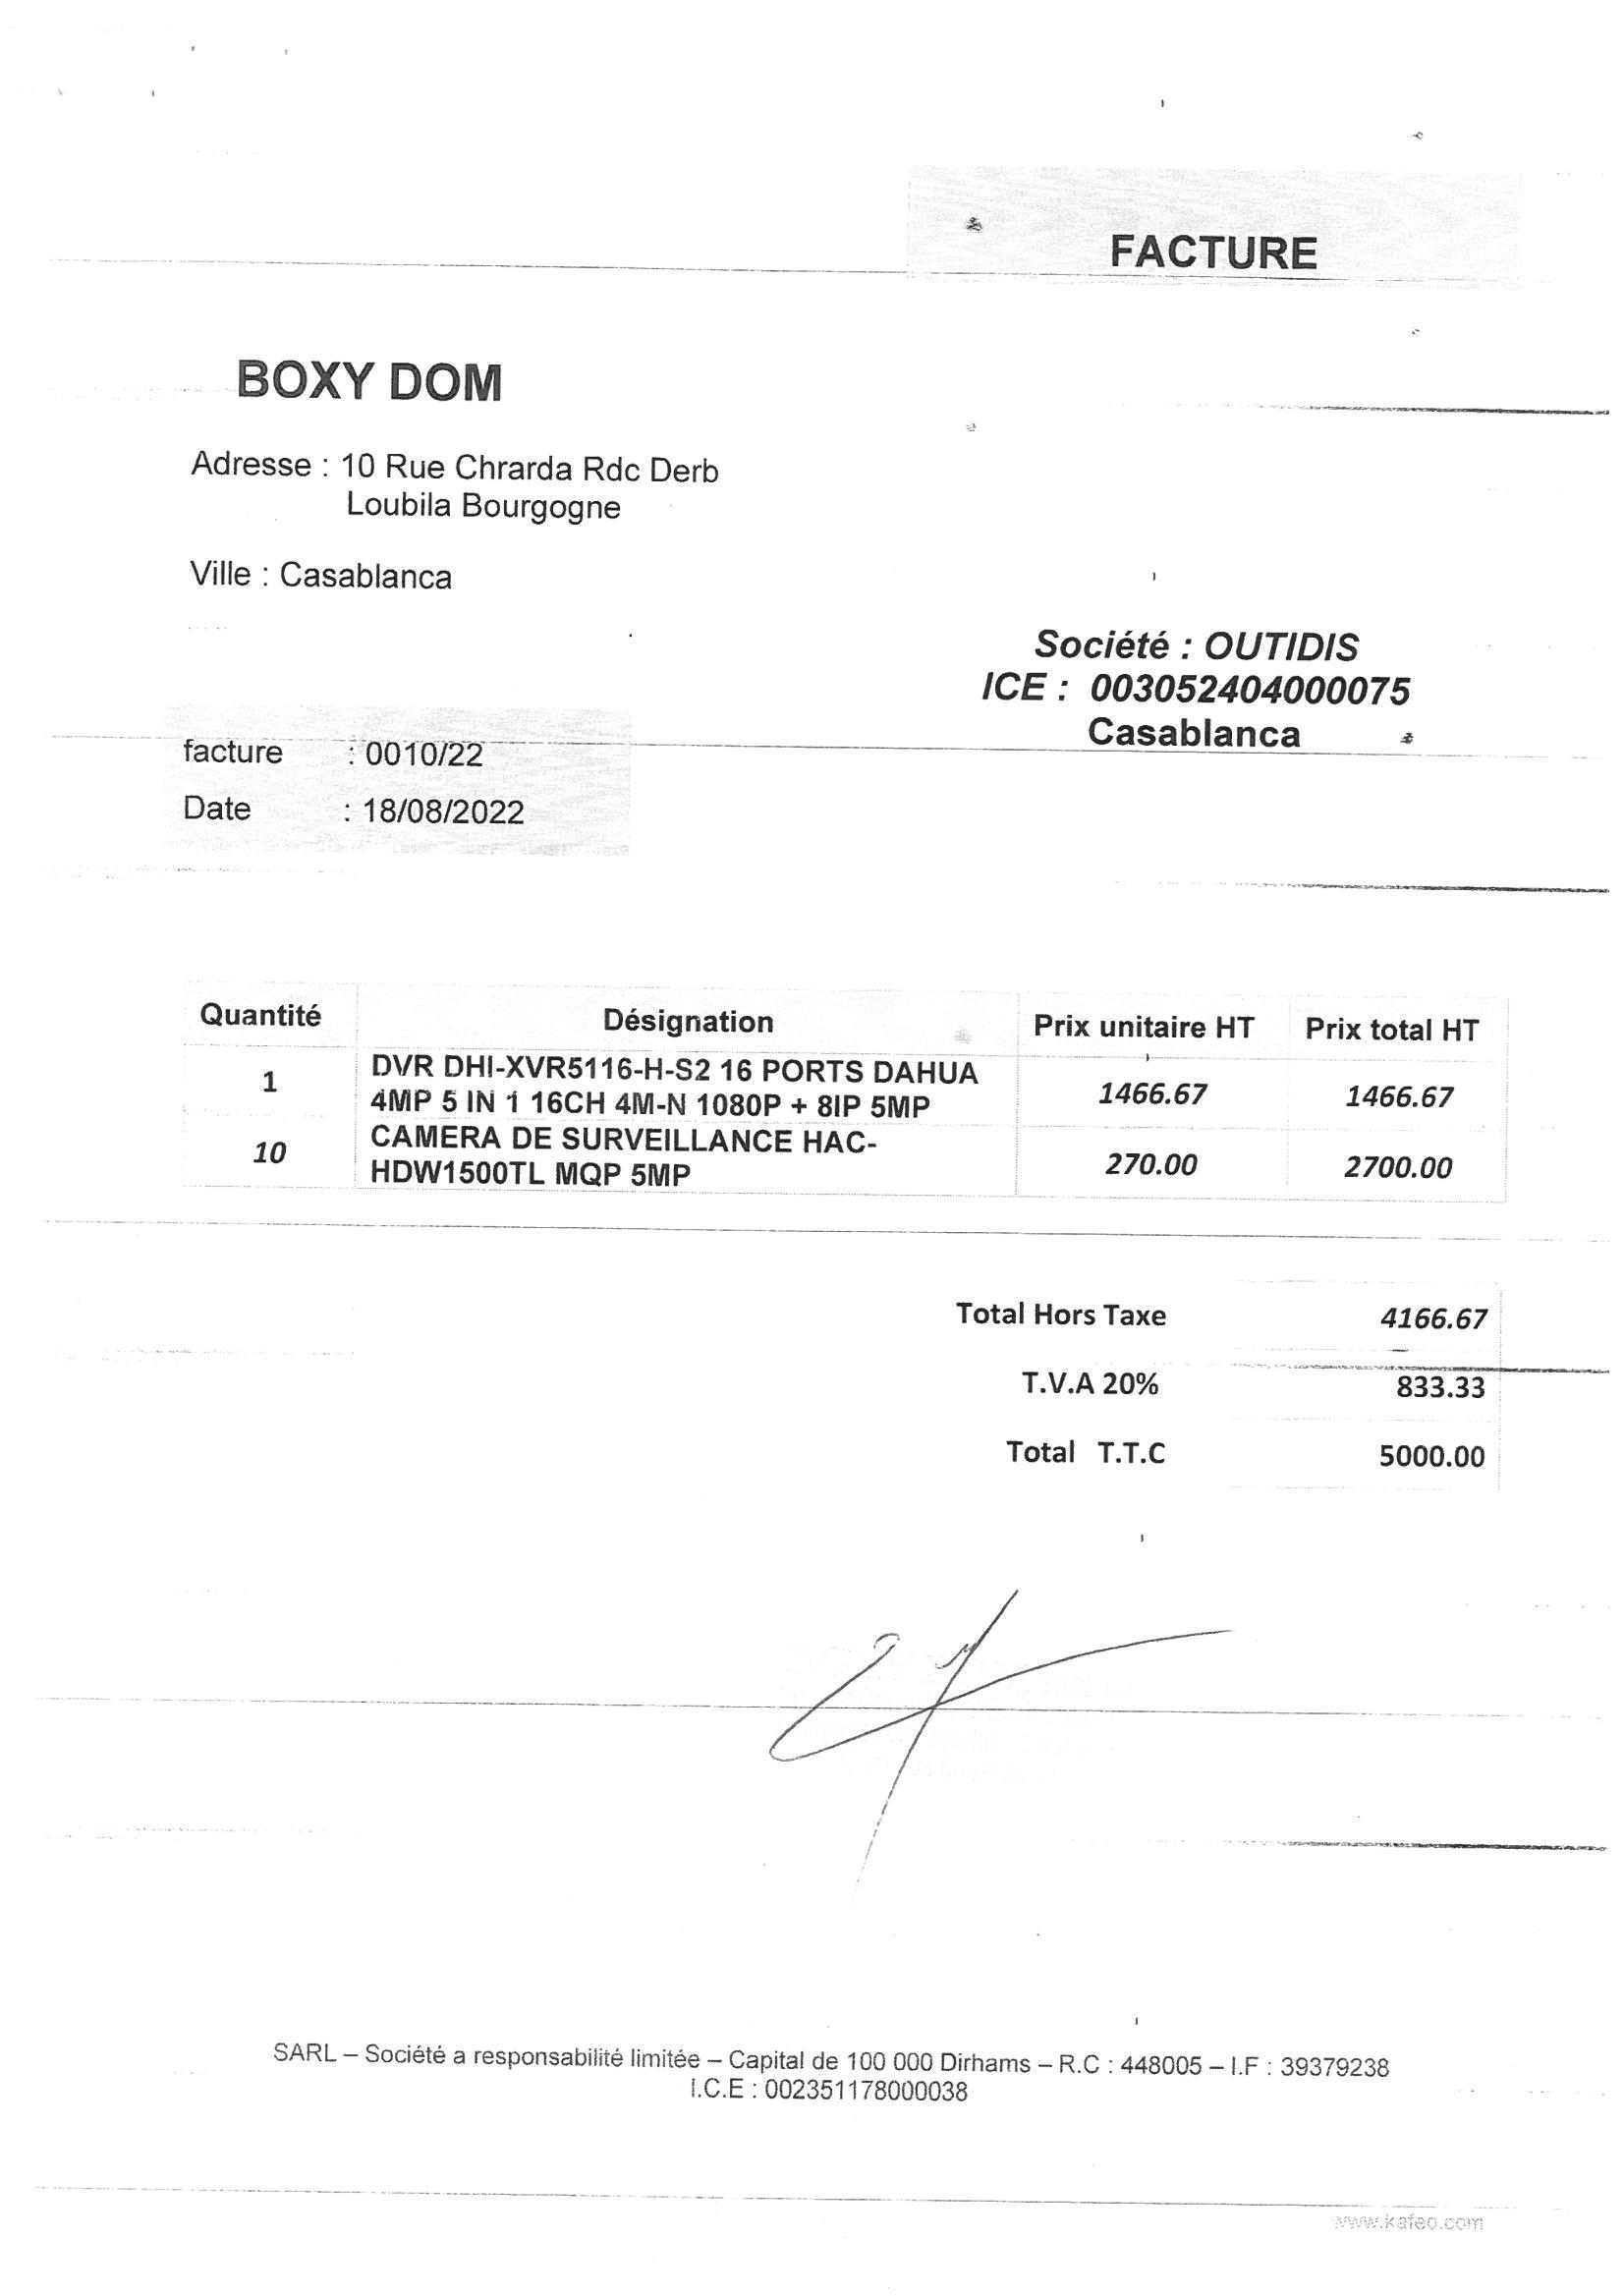 FACTURE
BOXY DOM
Adresse : 10 Rue Chrarda Rdc Derb
Loubila Bourgogne
Ville : Casablanca
Société : OUTIDIS
ICE : 003052404000075
Casablanca
facture : 0010/22
Date : 18/08/2022
Quantité Désignation Prix unitaire HT Prix total HT
1 DVR DHI-XVR5116-H-S2 16 PORTS DAHUA 1466.67 1466.67
4MP 5 IN 1 16CH 4M-N 1080P + 8IP 5MP
10 CAMERA DE SURVEILLANCE HAC- 270.00 2700.00
HDW1500TL MQP 5MP
Total Hors Taxe 4166.67
T.V.A 20% 833.33
Total T.T.C 5000.00
SARL – Société a responsabilité limitée – Capital de 100 000 Dirhams – R.C : 448005 – I.F : 39379238
I.C.E : 002351178000038
www.kafeo.com